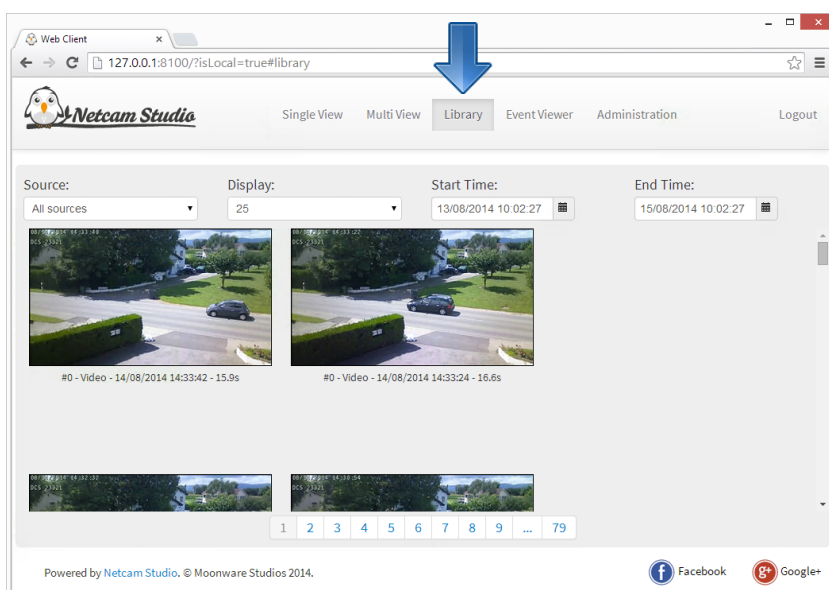 Web Client
127.0.0.1:8100/?isLocal=true#library
Netcam Studio
Single View
Multi View
Library
Event Viewer
Administration
Logout
Source:
Display:
Start Time:
End Time:
All sources
25
13/08/2014 10:02:27
15/08/2014 10:02:27
#0 - Video - 14/08/2014 14:33:42 - 15.9s
#0 - Video - 14/08/2014 14:33:24 - 16.6s
1 2 3 4 5 6 7 8 9 ... 79
Powered by Netcam Studio. © Moonware Studios 2014.
Facebook
Google+